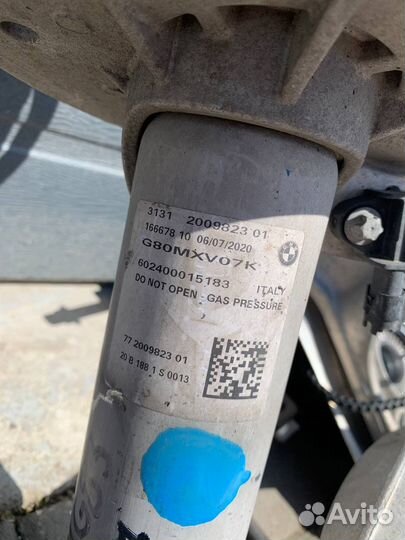 3131 2009823 01
166678 10 06/07/2020
G80MXV07K
602400015183 ITALY
DO NOT OPEN - GAS PRESSURE
77 2009823 01
20 B 188 1 S 0013
Avito